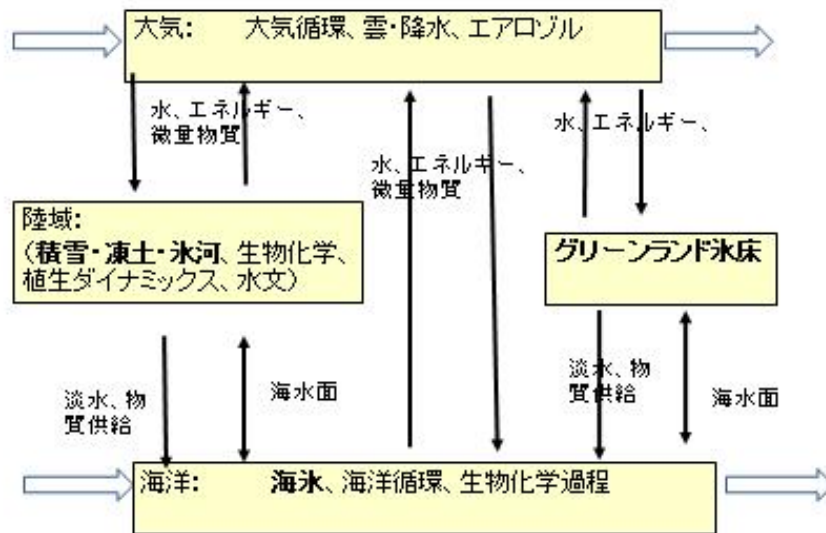 大気:　　大気循環、雲・降水、エアロゾル
水、エネルギー、
微量物質
水、エネルギー、
微量物質
水、エネルギー、
陸域:
（積雪・凍土・氷河、生物化学、
植生ダイナミックス、水文）
グリーンランド氷床
淡水、物
質供給
海水面
淡水、物
質供給
海水面
海洋:　　海氷、海洋循環、生物化学過程